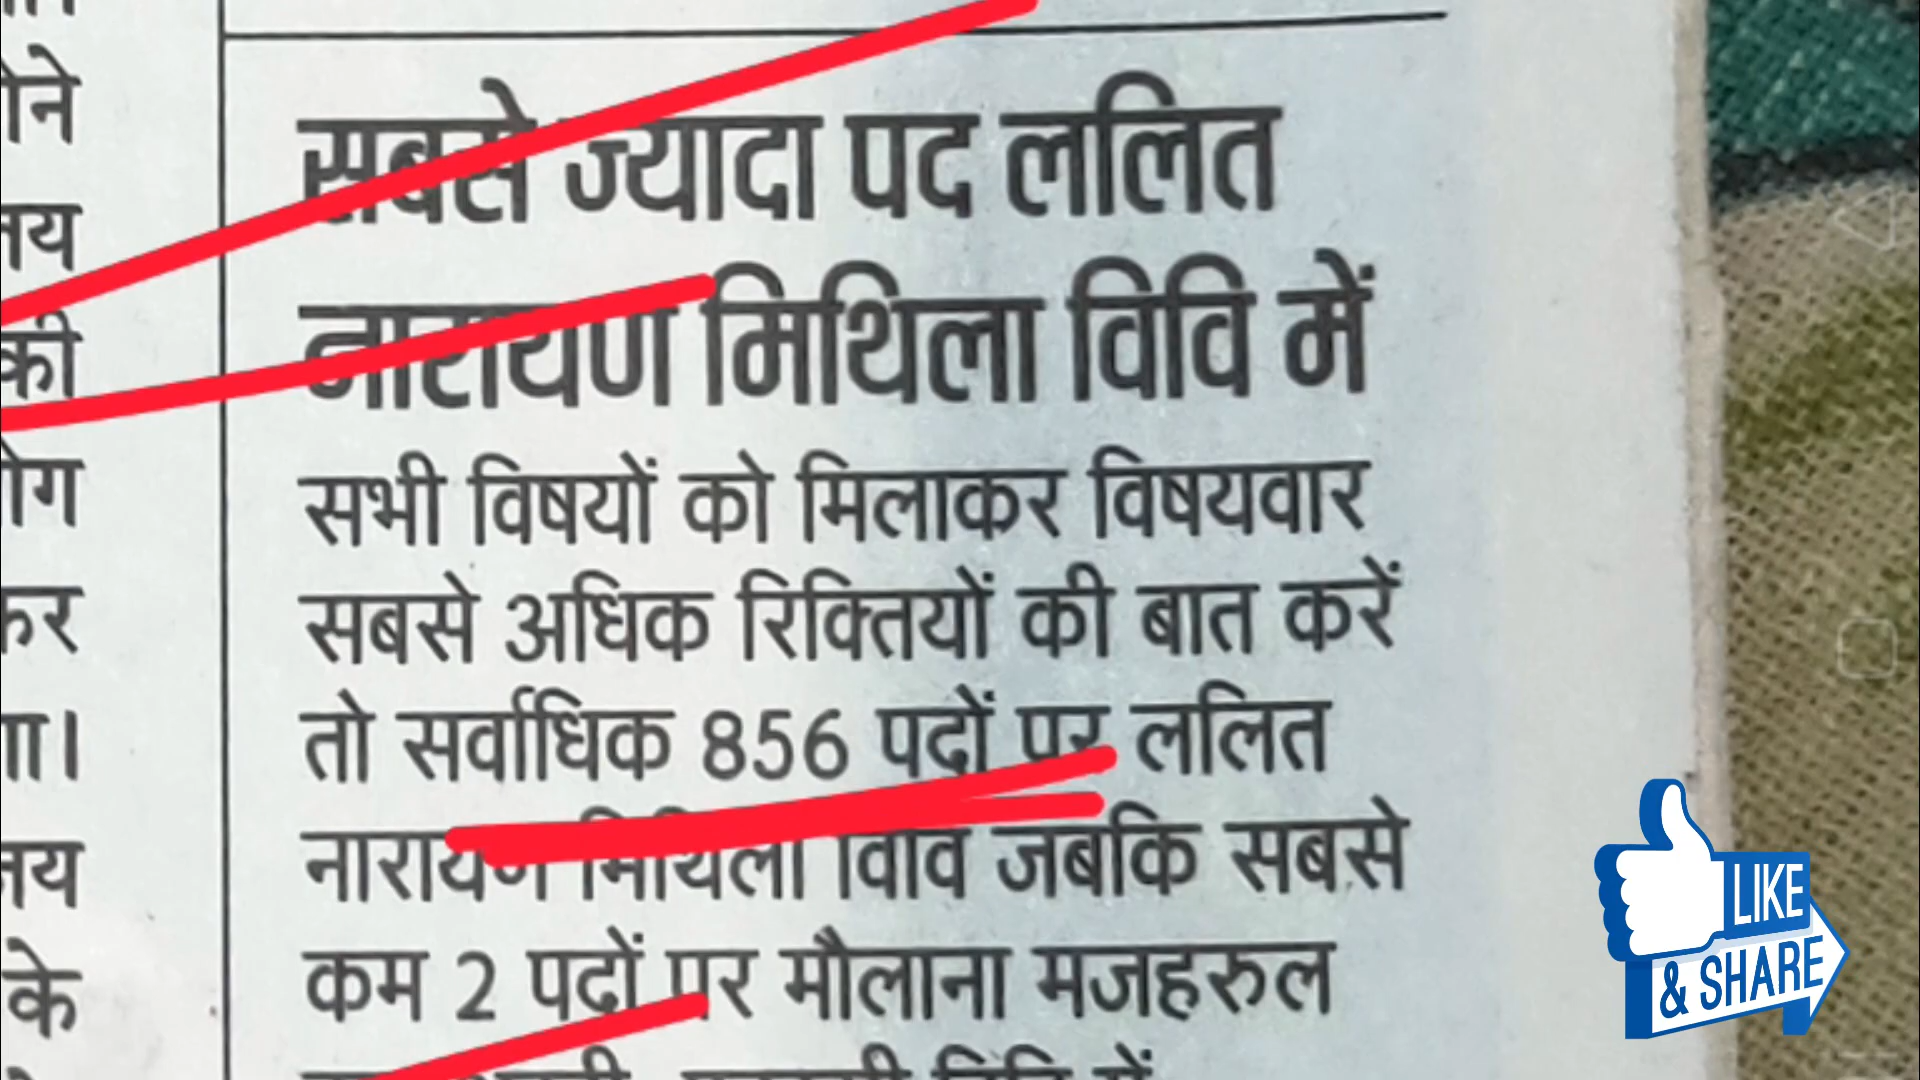 ने
की
कर
के
सबसे ज्यादा पद ललित
नारायण मिथिला विवि में
सभी विषयों को मिलाकर विषयवार
सबसे अधिक रिक्तियों की बात करें
तो सर्वाधिक 856 पदों पर ललित
नारायण मिथिला विवि जबकि सबसे
कम 2 पदों पर मौलाना मजहरुल
LIKE
& SHARE